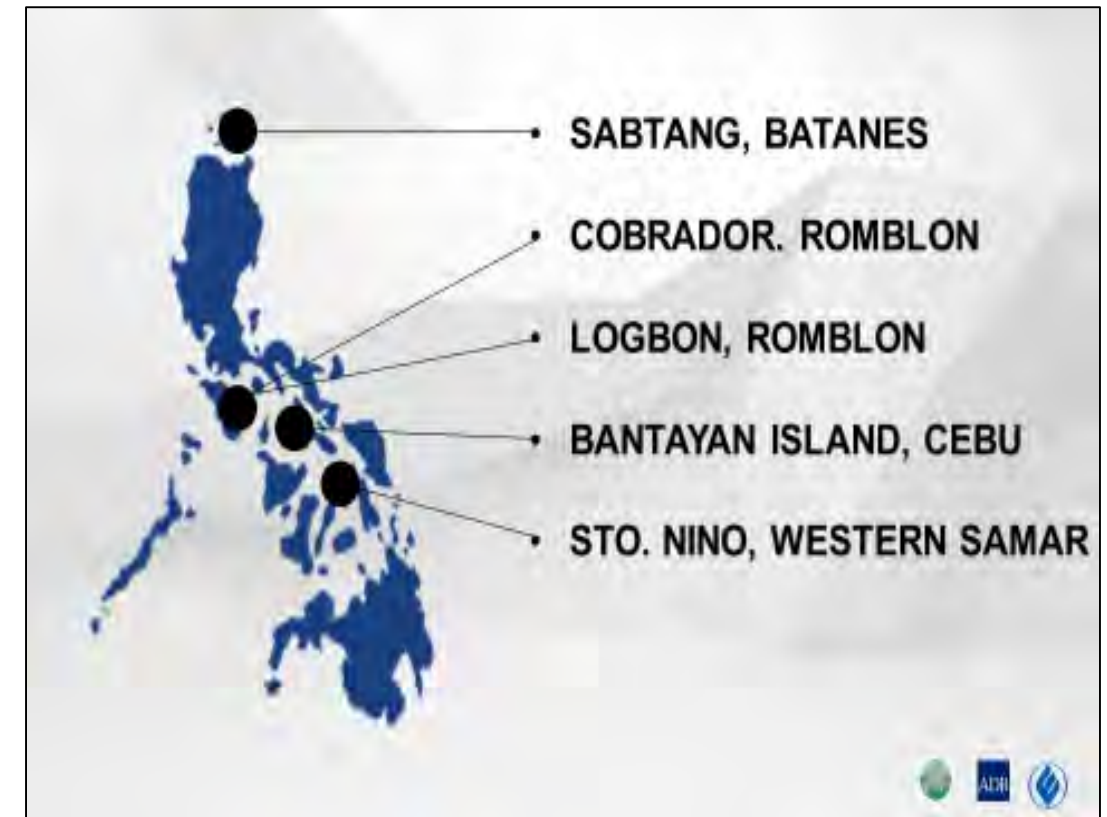 • SABTANG, BATANES
• COBRADOR. ROMBLON
• LOGBON, ROMBLON
• BANTAYAN ISLAND, CEBU
• STO. NINO, WESTERN SAMAR
ADB